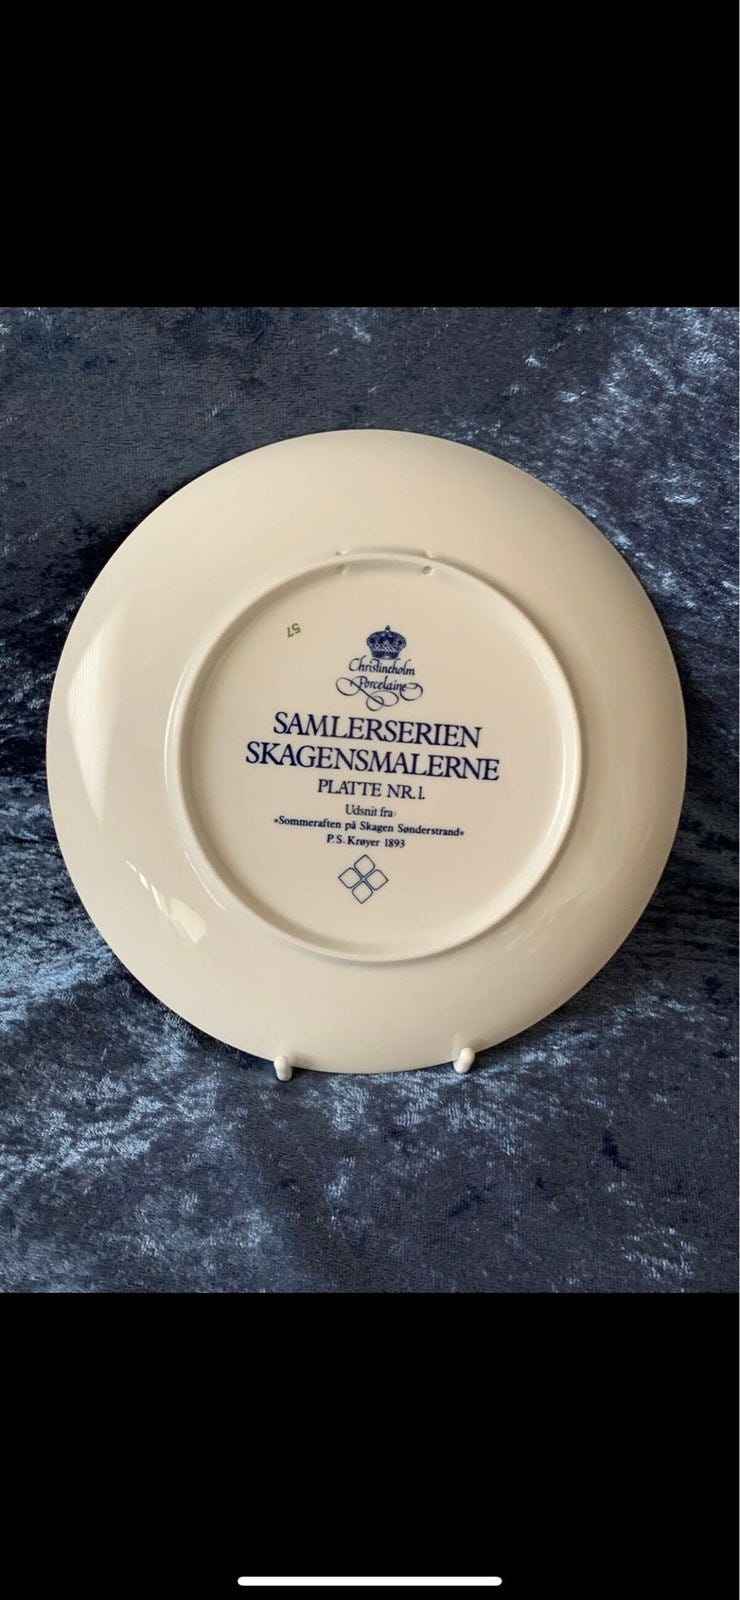 57
Christineholm
Porcelaine
SAMLERSERIEN
SKAGENSMALERNE
PLATTE NR.1.
Udsnit fra:
»Sommeraften på Skagen Sønderstrand«
P.S. Krøyer 1893